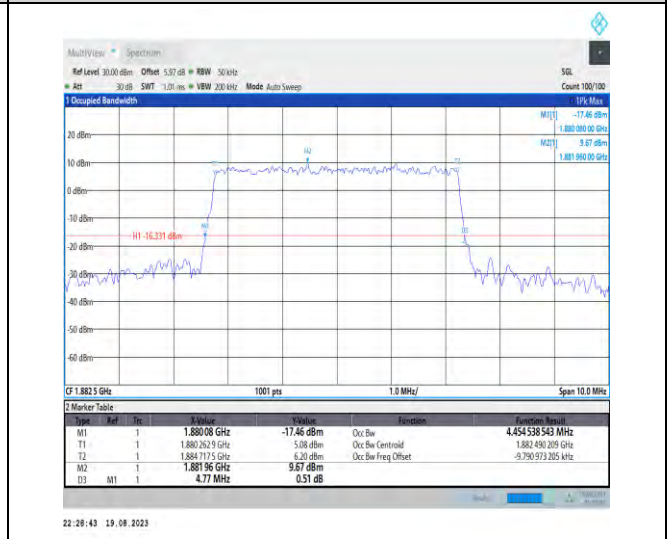 MultiView Spectrum
Ref Level 30.00 dBm Offset 5.97 dB RBW 50 kHz SGL
Att 30 dB SWT 1.01 ms VBW 200 kHz Mode Auto Sweep Count 100/100
1 Occupied Bandwidth 1Pk Max
M1[1] -17.46 dBm
1.880 080 00 GHz
M2[1] 9.67 dBm
1.881 960 00 GHz
20 dBm
M2
10 dBm
T1
0 dBm
-10 dBm
H1 -16.331 dBm
D3
-20 dBm
-30 dBm
-40 dBm
-50 dBm
-60 dBm
CF 1.882 5 GHz 1001 pts 1.0 MHz/ Span 10.0 MHz
2 Marker Table
Type Ref Trc X-Value Y-Value Function Function Result
M1 1 1.880 08 GHz -17.46 dBm Occ Bw 4.454 538 543 MHz
T1 1 1.880 262 9 GHz 5.08 dBm Occ Bw Centroid 1.882 490 209 GHz
T2 1 1.884 717 5 GHz 6.20 dBm Occ Bw Freq Offset -9.790 973 205 kHz
M2 1 1.881 96 GHz 9.67 dBm
D3 M1 1 4.77 MHz 0.51 dB
22:26:43 19.08.2023